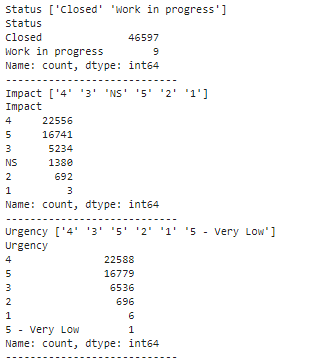 Status ['Closed' 'Work in progress']
Status
Closed              46597
Work in progress        9
Name: count, dtype: int64
----------------------------
Impact ['4' '3' 'NS' '5' '2' '1']
Impact
4     22556
5     16741
3      5234
NS     1380
2       692
1         3
Name: count, dtype: int64
----------------------------
Urgency ['4' '3' '5' '2' '1' '5 - Very Low']
Urgency
4               22588
5               16779
3                6536
2                 696
1                   6
5 - Very Low        1
Name: count, dtype: int64
----------------------------